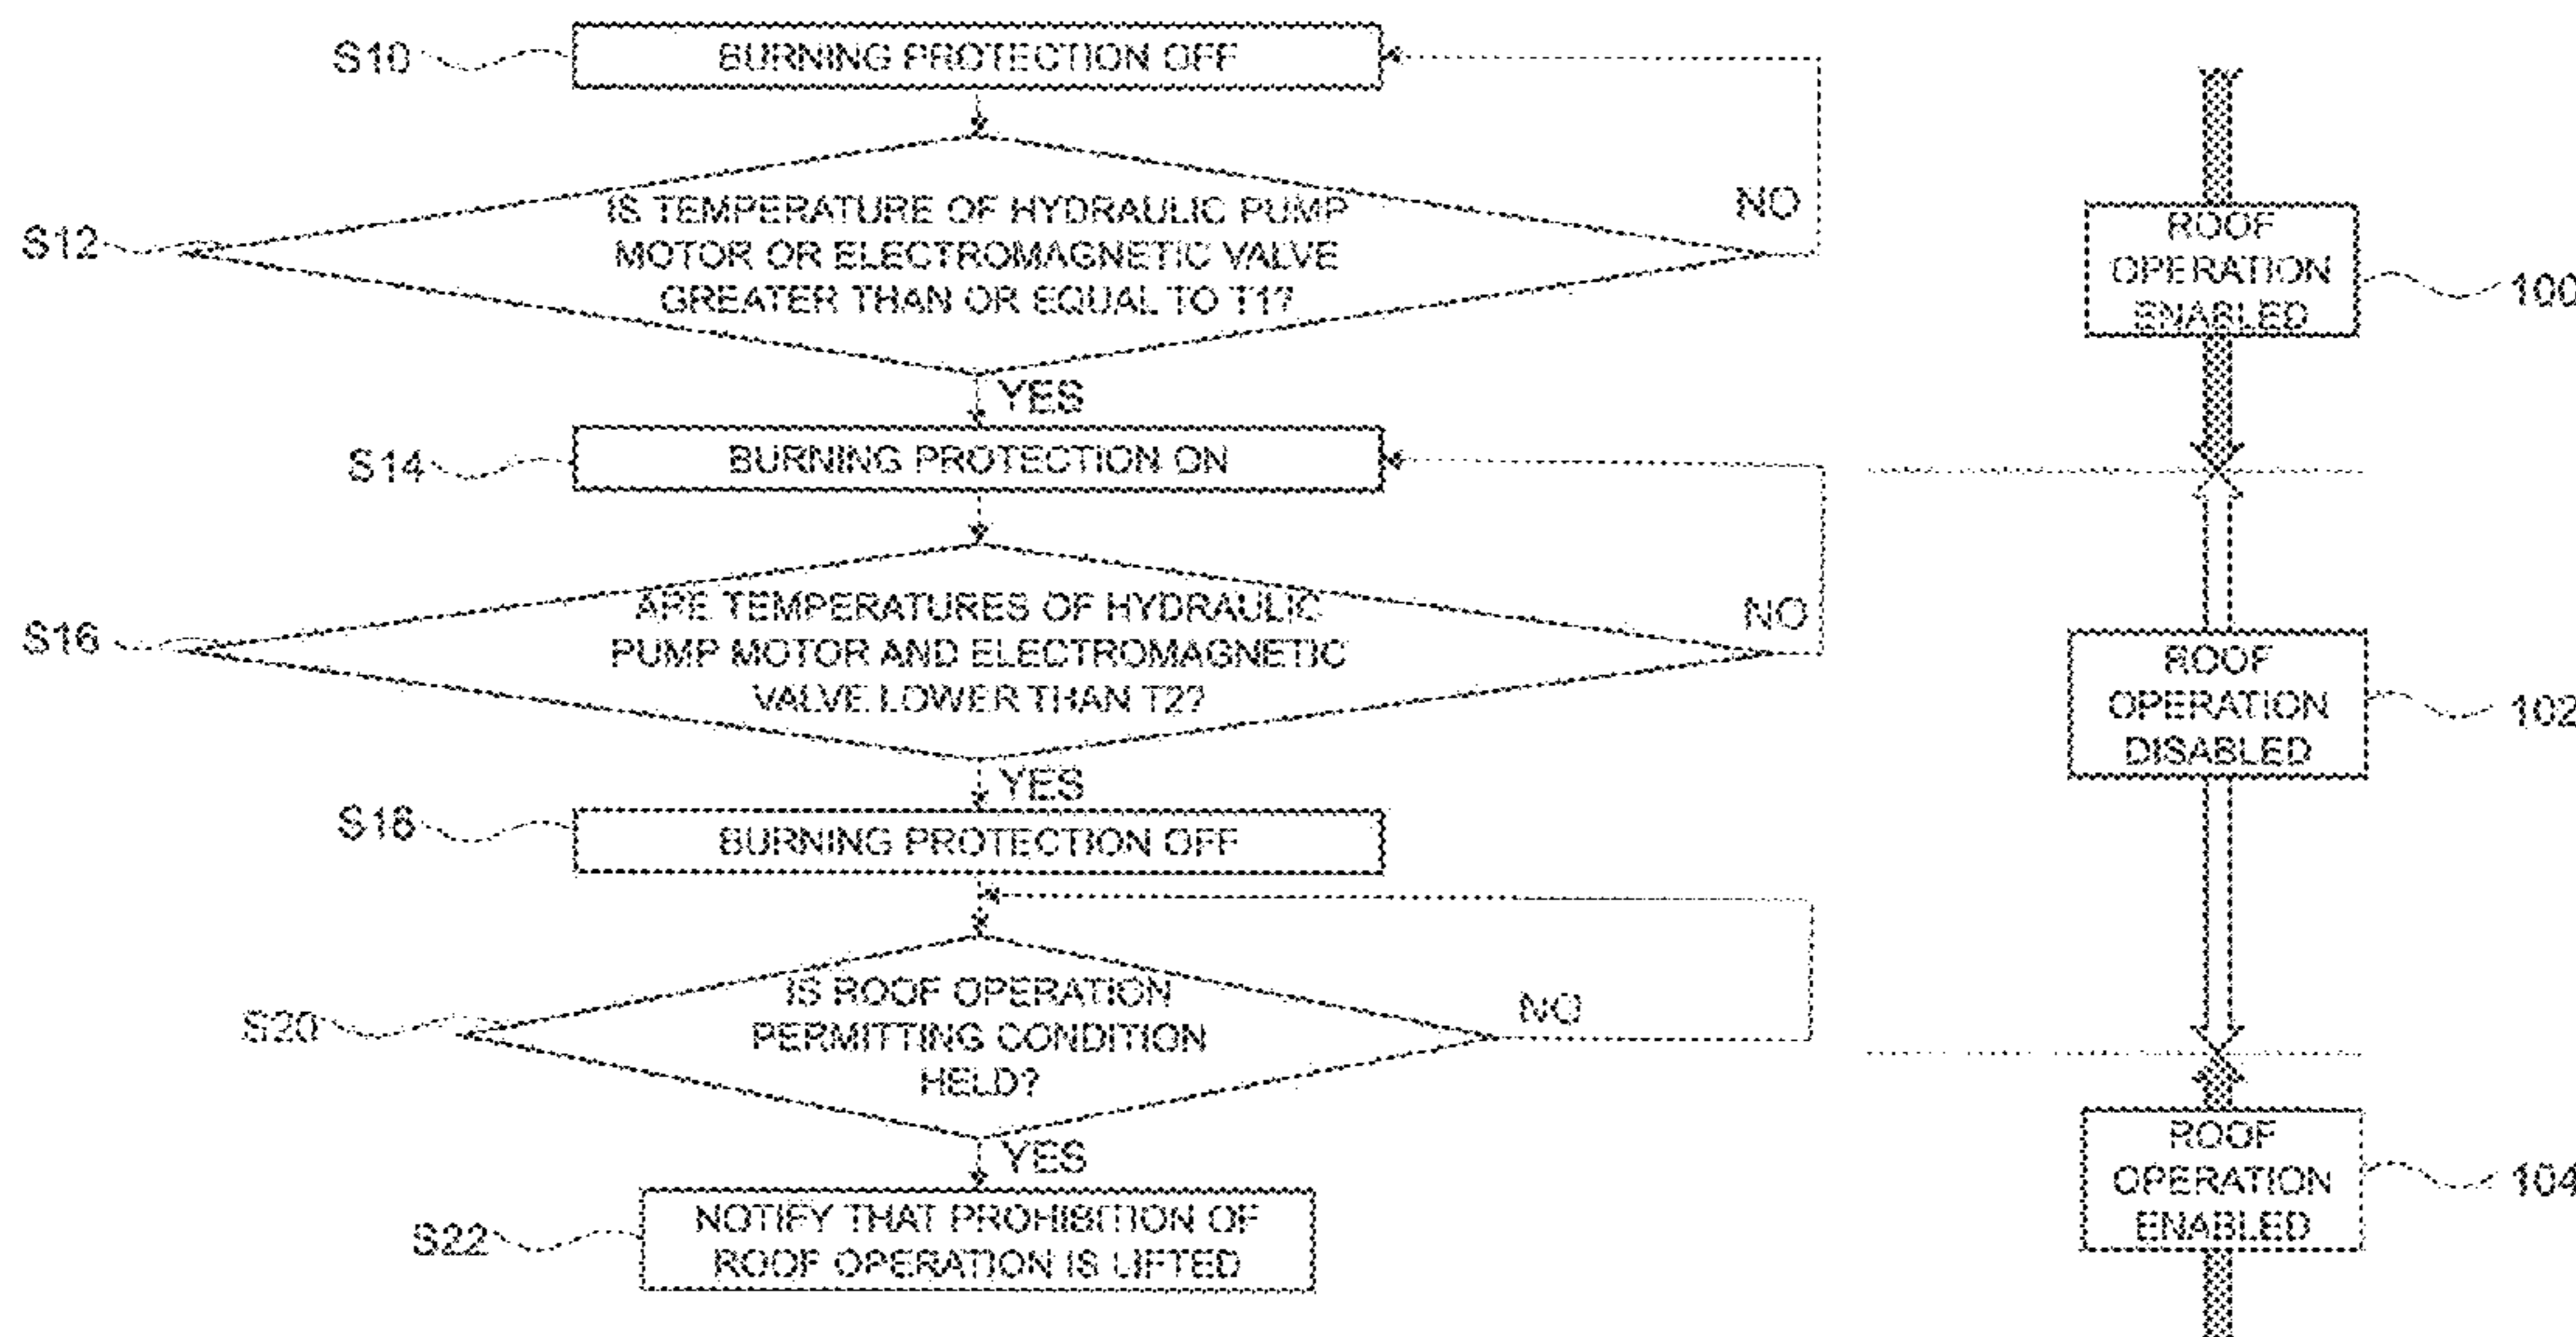 S10
BURNING PROTECTION OFF
S12
IS TEMPERATURE OF HYDRAULIC PUMP
MOTOR OR ELECTROMAGNETIC VALVE
GREATER THAN OR EQUAL TO T1?
NO
YES
S14
BURNING PROTECTION ON
S16
ARE TEMPERATURES OF HYDRAULIC
PUMP MOTOR AND ELECTROMAGNETIC
VALVE LOWER THAN T2?
NO
YES
S18
BURNING PROTECTION OFF
S20
IS ROOF OPERATION
PERMITTING CONDITION
HELD?
NO
YES
S22
NOTIFY THAT PROHIBITION OF
ROOF OPERATION IS LIFTED
ROOF
OPERATION
ENABLED
100
ROOF
OPERATION
DISABLED
102
ROOF
OPERATION
ENABLED
104